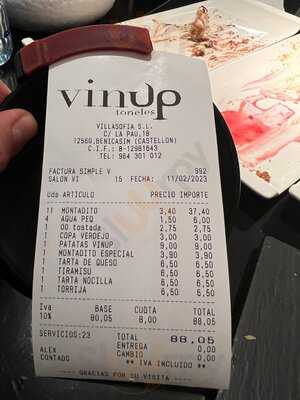 vinup
toneles
VILLASOFIA S.L.
C/ LA PAU,18
12560,BENICASIM (CASTELLON)
C.I.F.: B-12981643
TEL: 964 301 012
FACTURA SIMPLE V 992
SALON VI 15 FECHA: 11/02/2023
Uds ARTICULO PRECIO IMPORTE
11 MONTADITO 3,40 37,40
4 AGUA PEQ 1,50 6,00
1 00 tostada 2,75 2,75
1 COPA VERDEJO 3,00 3,00
1 PATATAS VINUP 9,00 9,00
1 MONTADITO ESPECIAL 3,90 3,90
1 TARTA DE QUESO 6,50 6,50
1 TIRAMISU 6,50 6,50
1 TARTA NOCILLA 6,50 6,50
1 TORRIJA 6,50 6,50
Iva BASE CUOTA TOTAL
10% 80,05 8,00 88,05
SERVICIOS:23 TOTAL 88,05
ENTREGA 0,00
ALEX CAMBIO 0,00
CONTADO ** IVA INCLUIDO **
---- GRACIAS POR SU VISITA ----